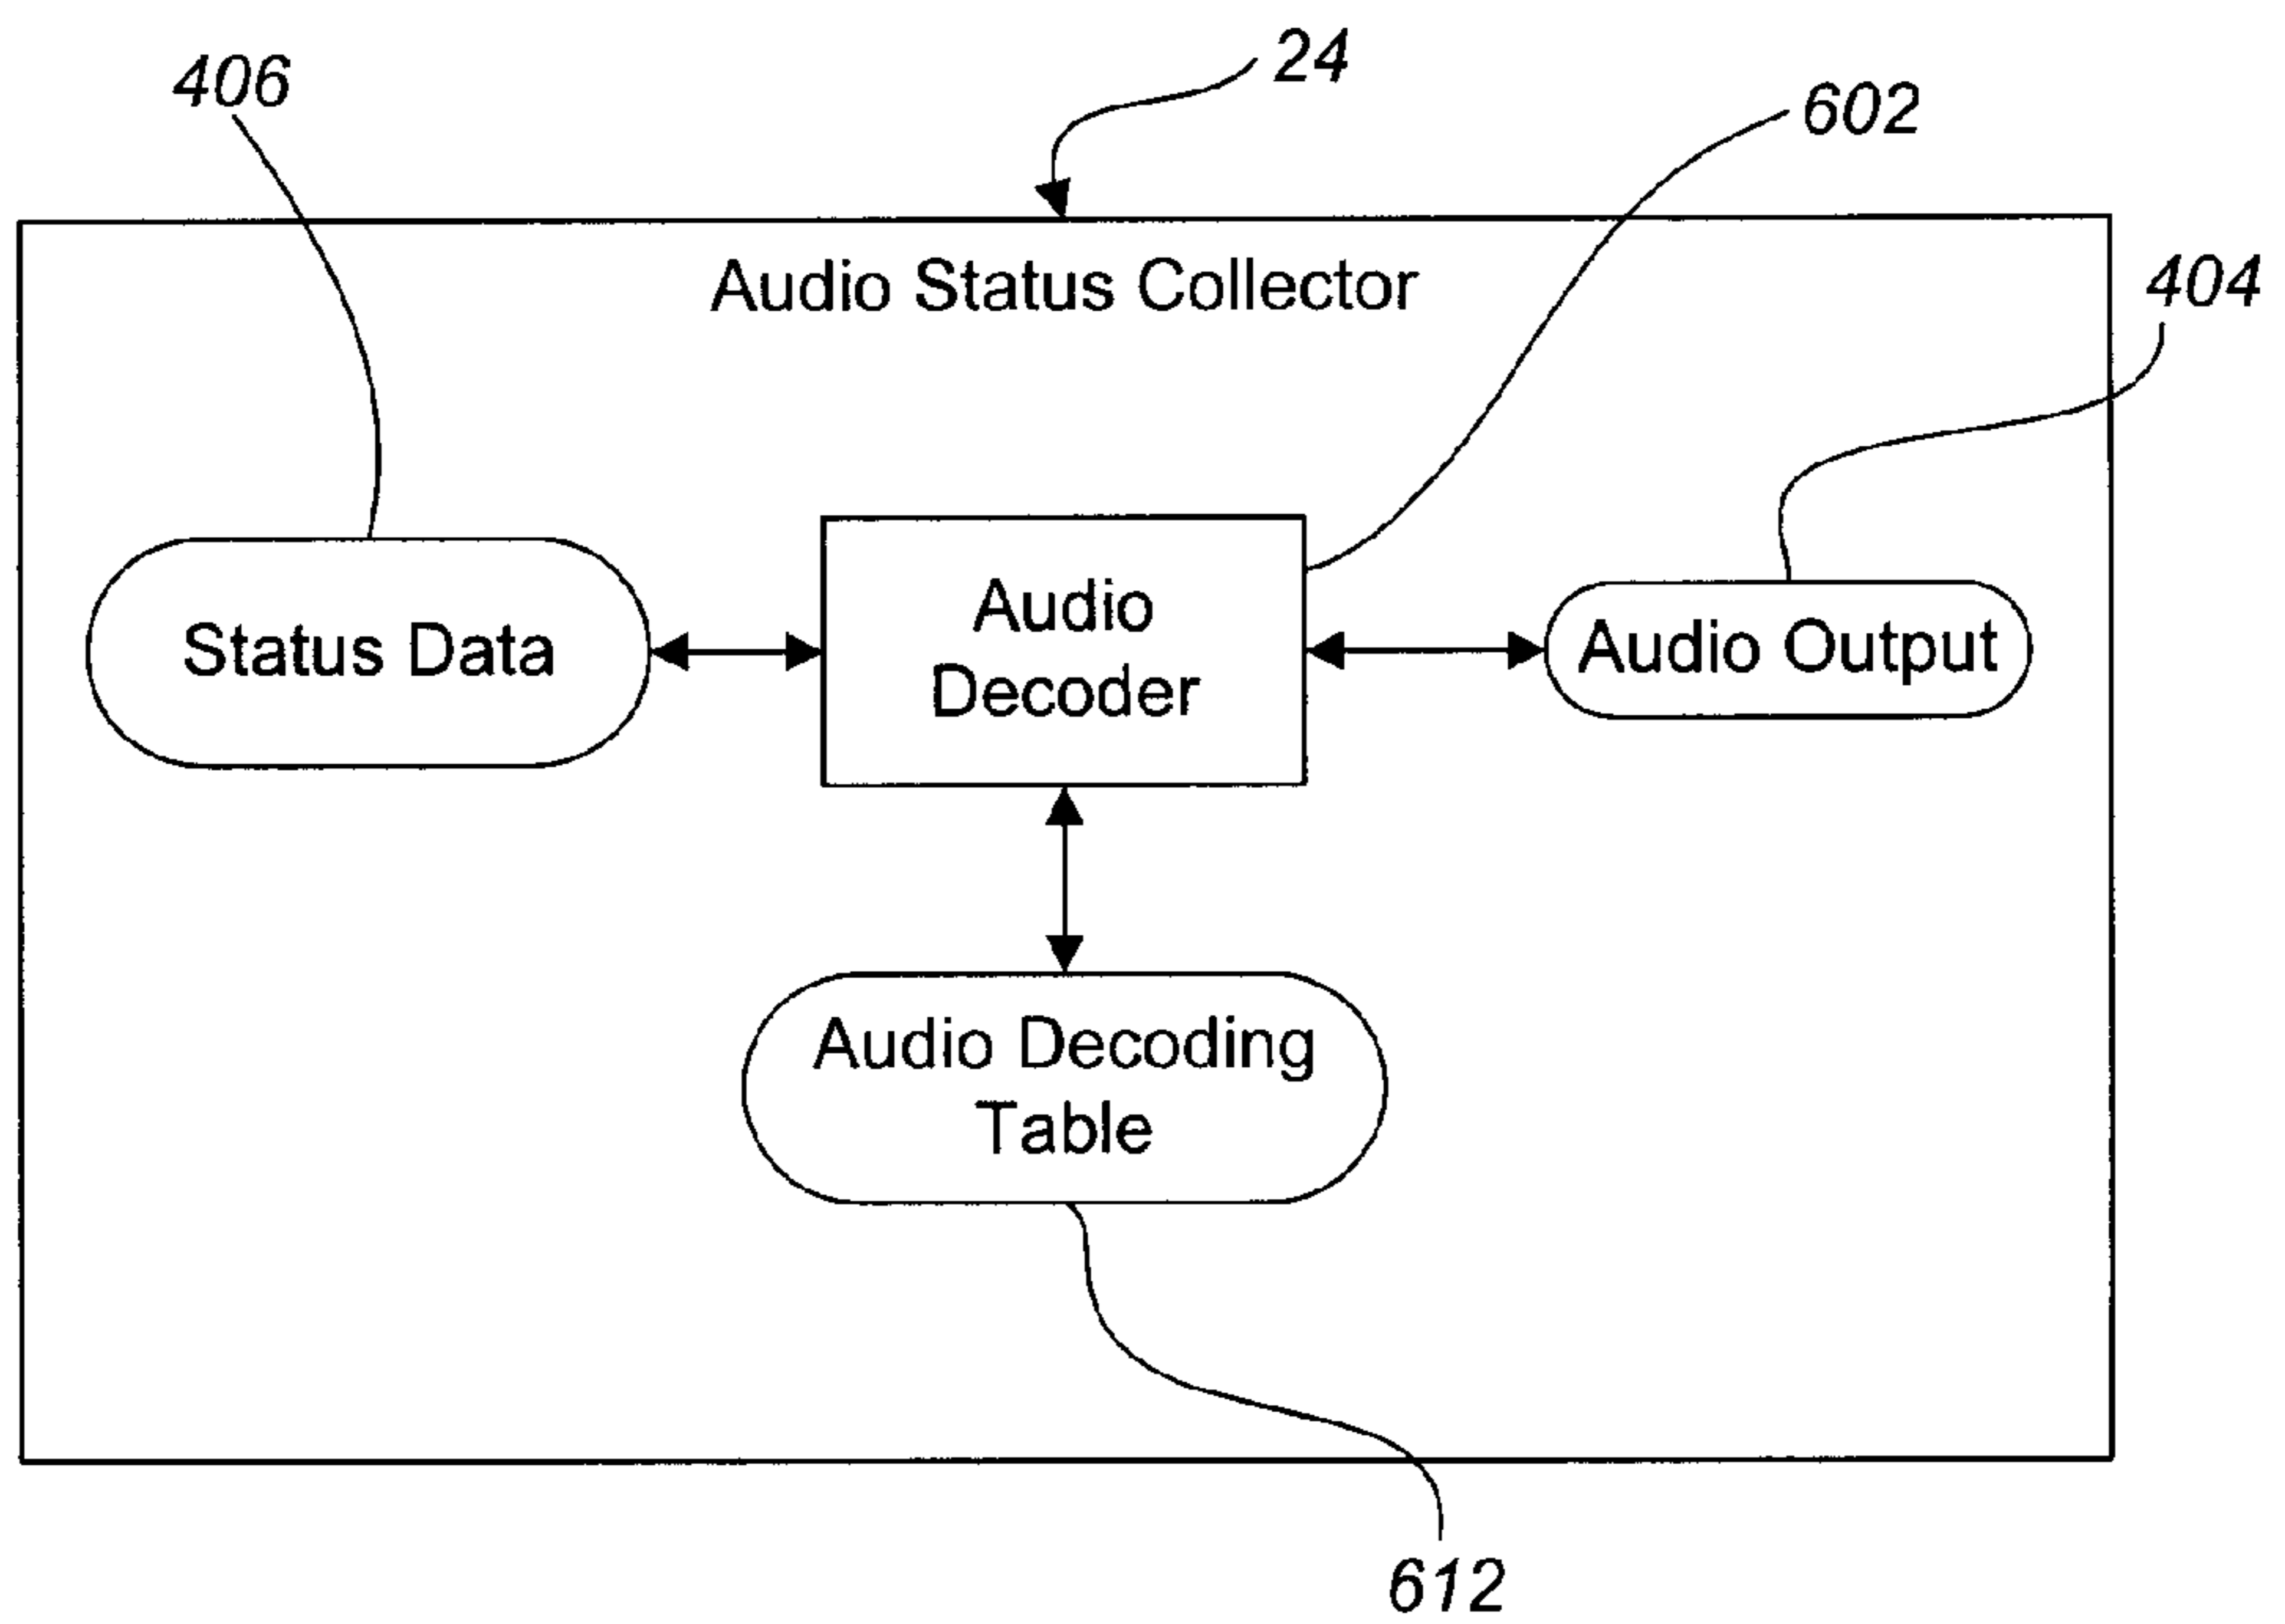 24
406
602
Audio Status Collector
404
Status Data
Audio
Decoder
Audio Output
Audio Decoding
Table
612